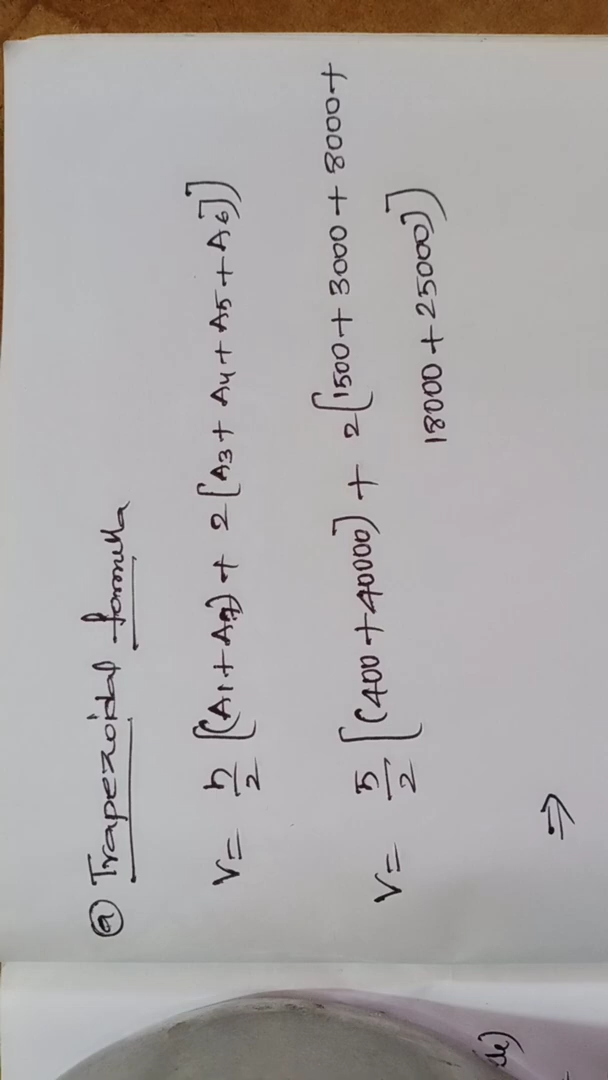 ⓐ Trapezoidal formula
V = h/2 [(A1 + A7) + 2[A3 + A4 + A5 + A6]]
V = 5/2 [(400 + 40000) + 2[1500 + 3000 + 8000 +
18000 + 25000]]
⇒